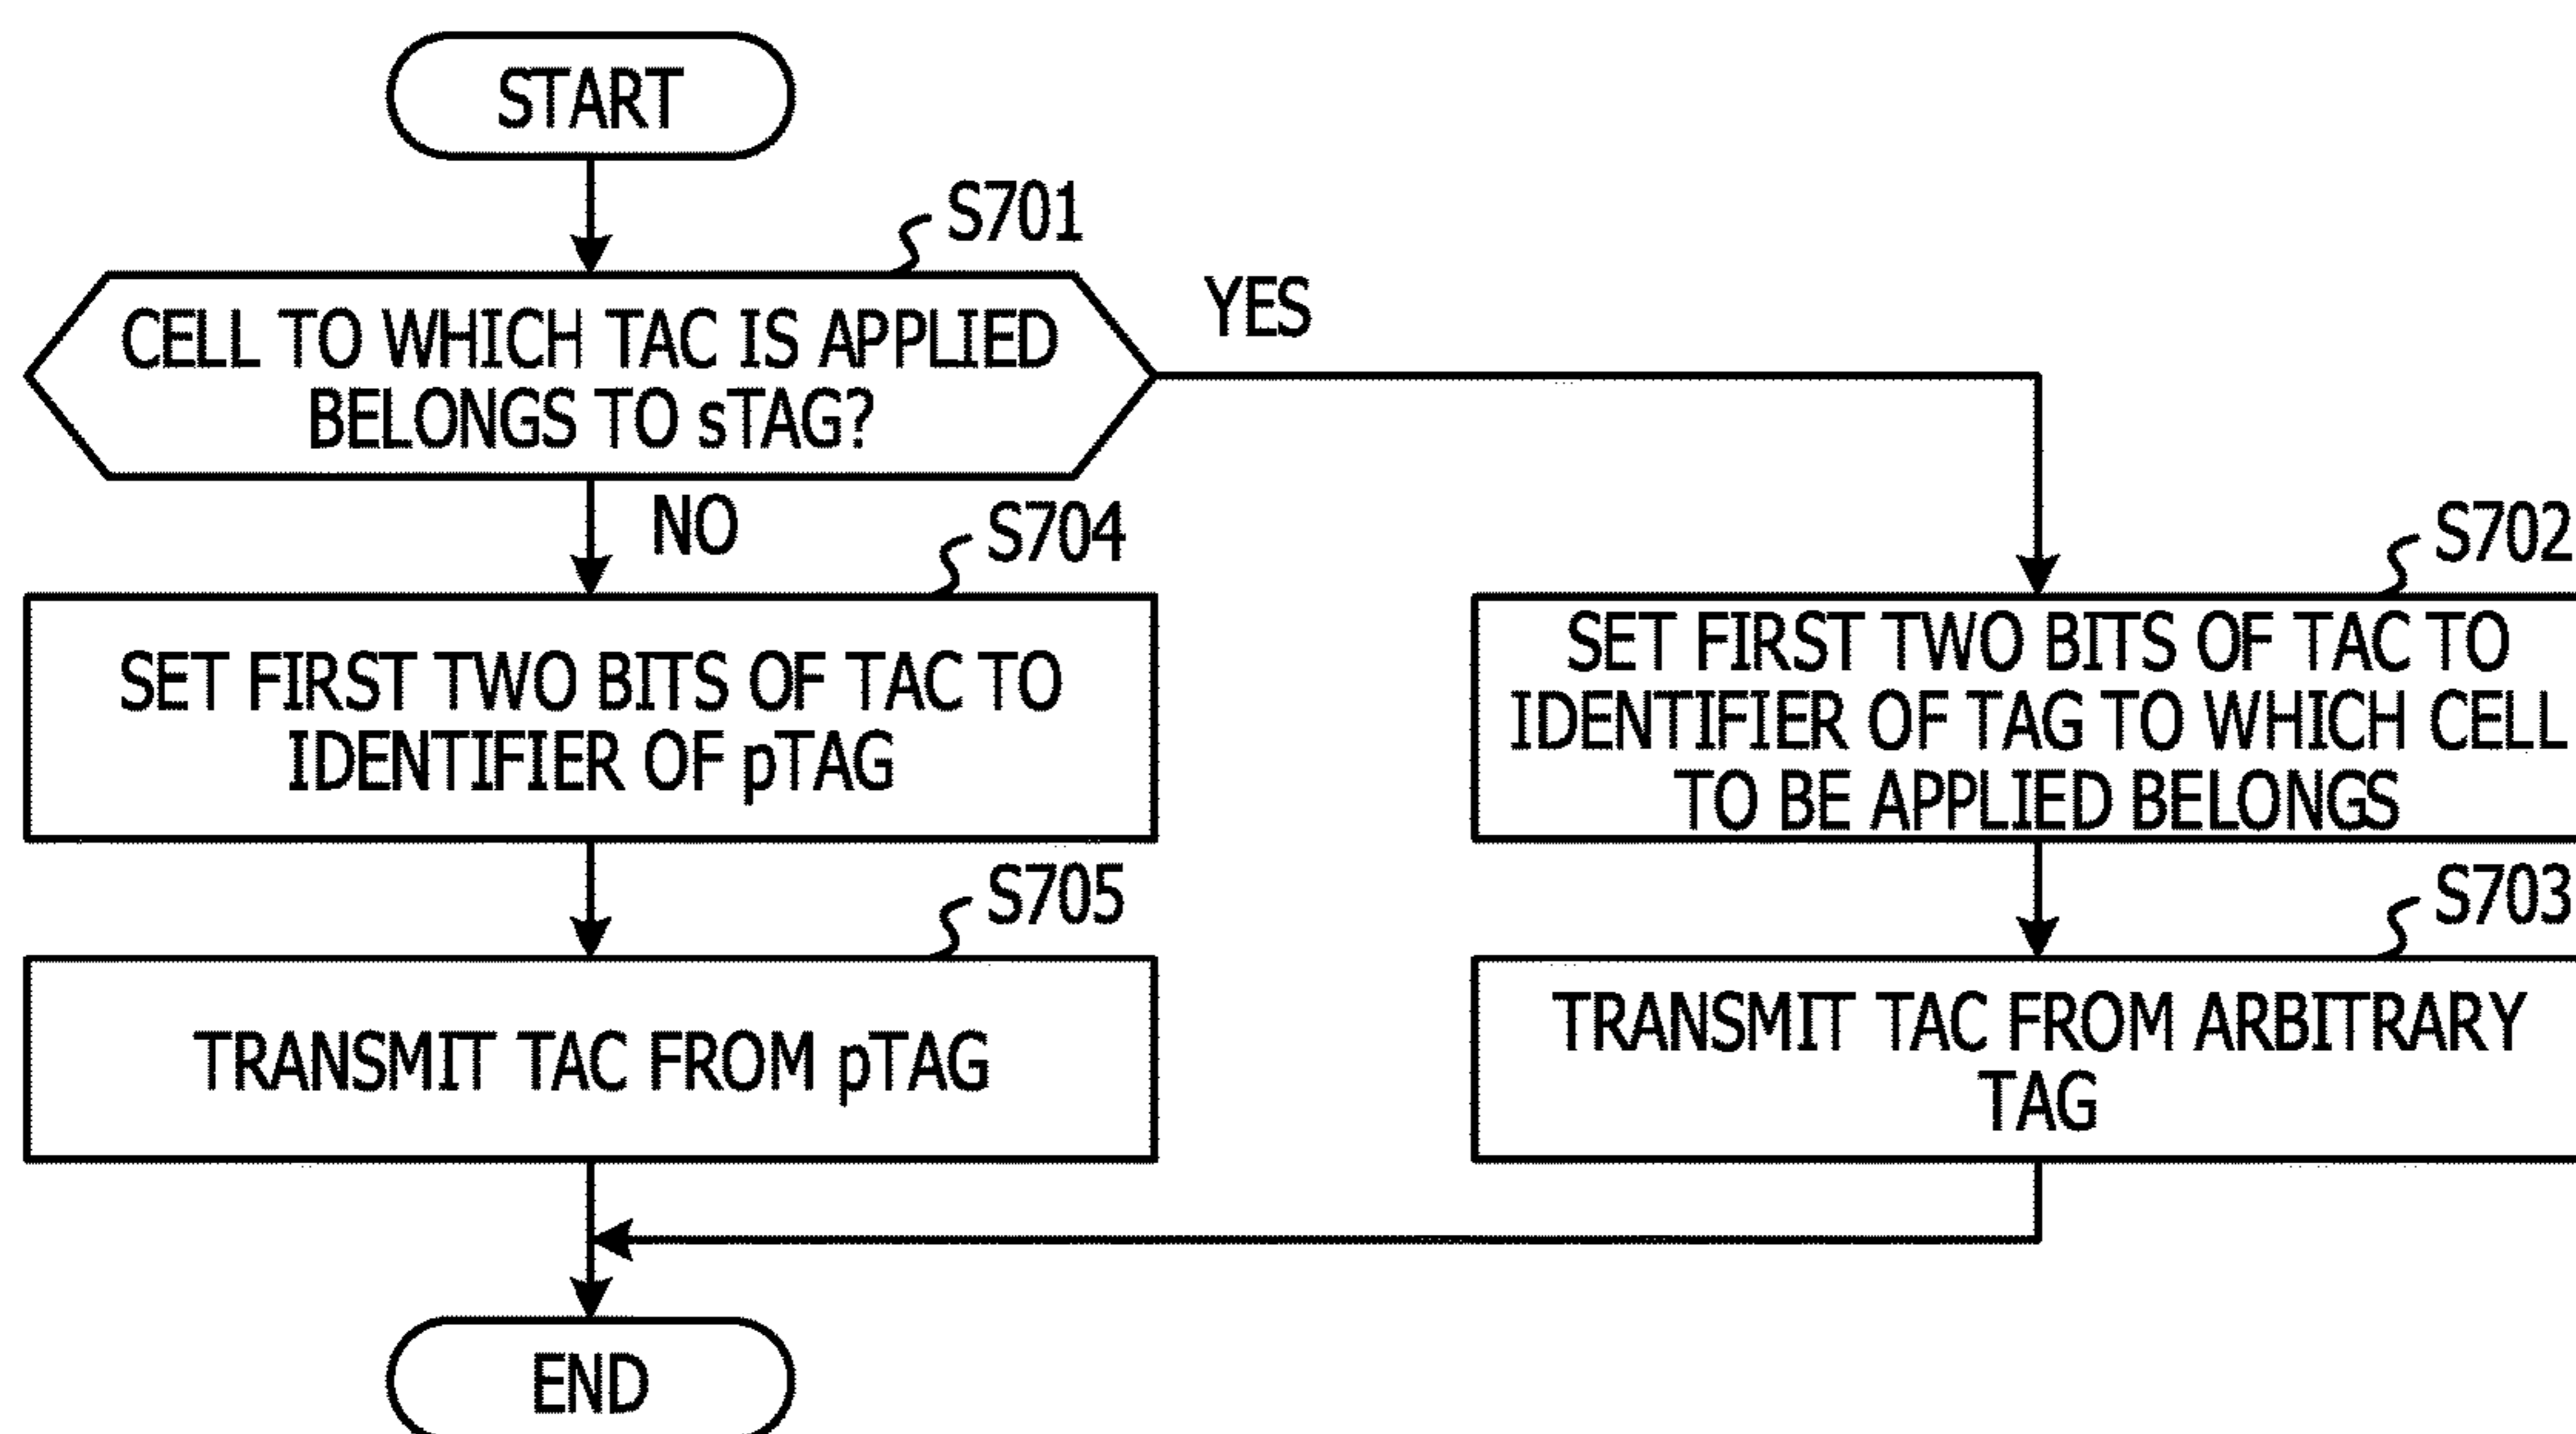 START
S701
CELL TO WHICH TAC IS APPLIED
BELONGS TO sTAG?
YES
NO
S704
SET FIRST TWO BITS OF TAC TO
IDENTIFIER OF pTAG
S702
SET FIRST TWO BITS OF TAC TO
IDENTIFIER OF TAG TO WHICH CELL
TO BE APPLIED BELONGS
S705
TRANSMIT TAC FROM pTAG
S703
TRANSMIT TAC FROM ARBITRARY
TAG
END